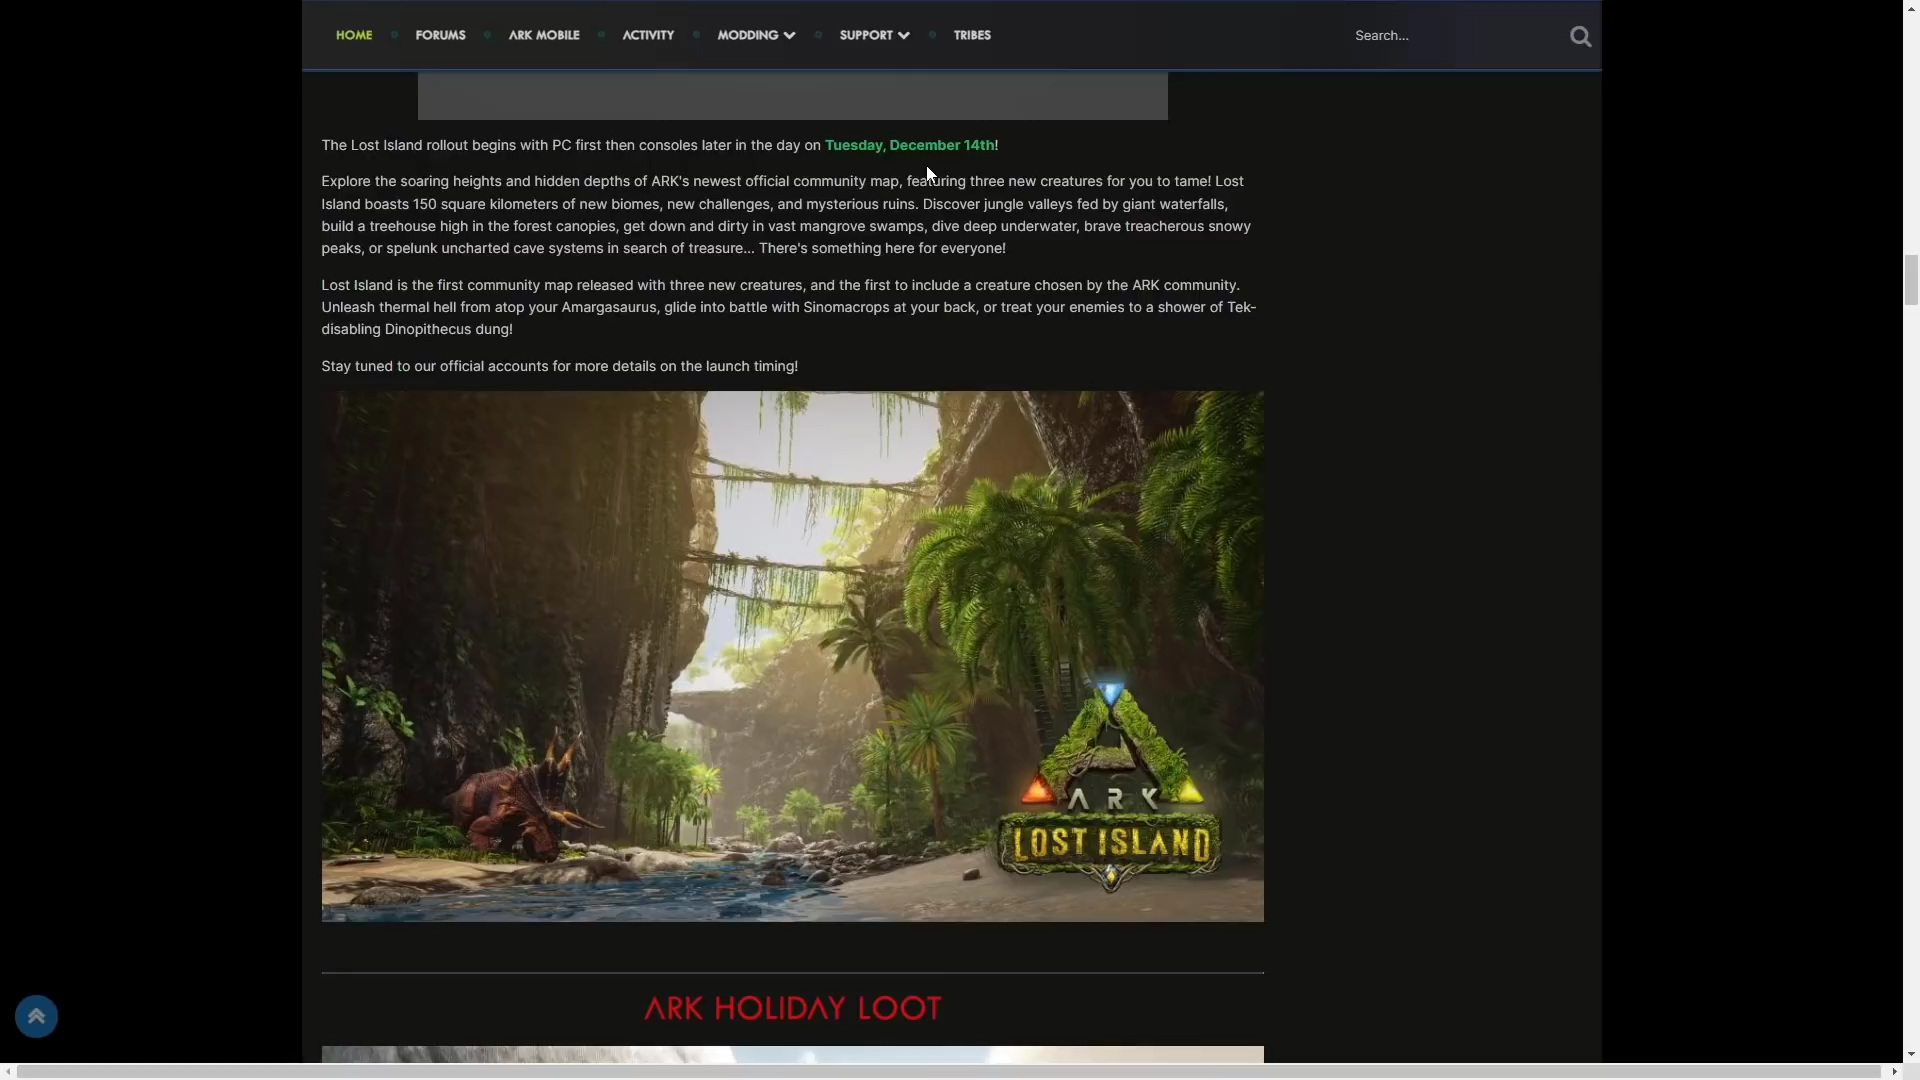 HOME FORUMS ARK MOBILE ACTIVITY MODDING SUPPORT TRIBES Search...
The Lost Island rollout begins with PC first then consoles later in the day on Tuesday, December 14th!
Explore the soaring heights and hidden depths of ARK's newest official community map, featuring three new creatures for you to tame! Lost
Island boasts 150 square kilometers of new biomes, new challenges, and mysterious ruins. Discover jungle valleys fed by giant waterfalls,
build a treehouse high in the forest canopies, get down and dirty in vast mangrove swamps, dive deep underwater, brave treacherous snowy
peaks, or spelunk uncharted cave systems in search of treasure... There's something here for everyone!
Lost Island is the first community map released with three new creatures, and the first to include a creature chosen by the ARK community.
Unleash thermal hell from atop your Amargasaurus, glide into battle with Sinomacrops at your back, or treat your enemies to a shower of Tek-
disabling Dinopithecus dung!
Stay tuned to our official accounts for more details on the launch timing!
ARK
LOST ISLAND
ARK HOLIDAY LOOT